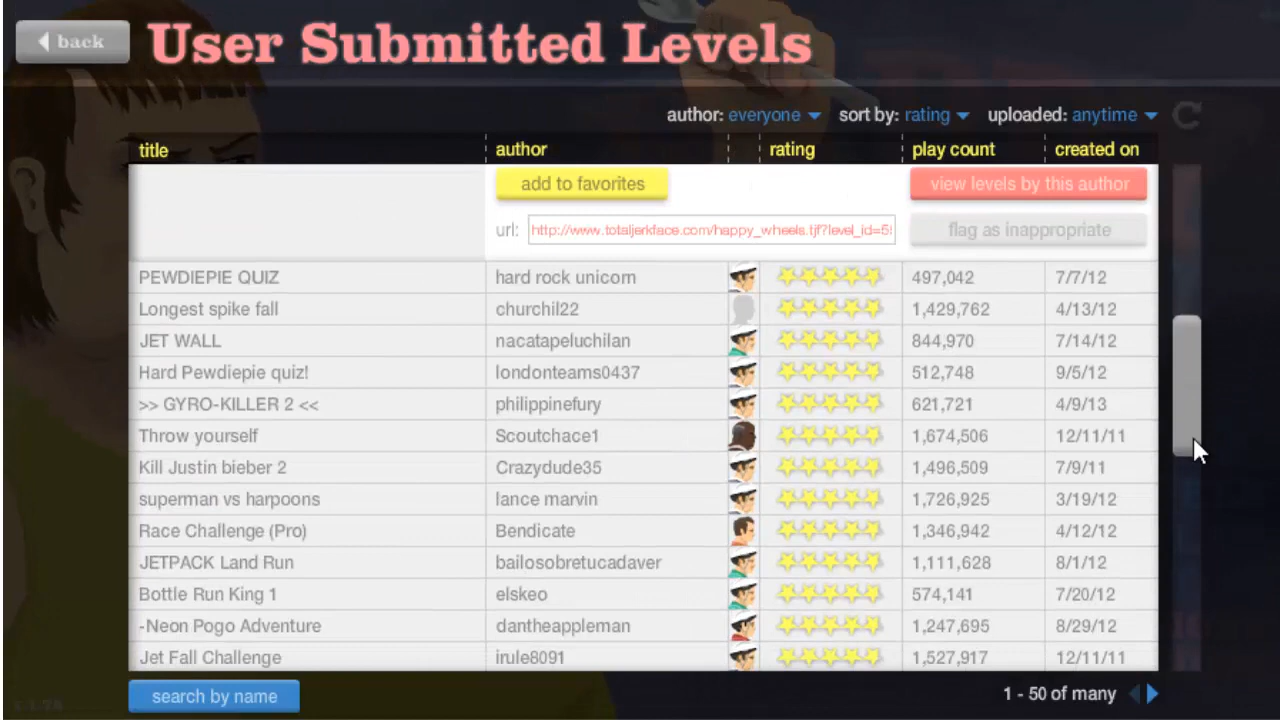 back
User Submitted Levels
author: everyone sort by: rating uploaded: anytime
title author rating play count created on
add to favorites view levels by this author
url: http://www.totaljerkface.com/happy_wheels.tjf?level_id=5 flag as inappropriate
PEWDIEPIE QUIZ hard rock unicorn 497,042 7/7/12
Longest spike fall churchil22 1,429,762 4/13/12
JET WALL nacatapeluchilan 844,970 7/14/12
Hard Pewdiepie quiz! londonteams0437 512,748 9/5/12
>> GYRO-KILLER 2 << philippinefury 621,721 4/9/13
Throw yourself Scoutchace1 1,674,506 12/11/11
Kill Justin bieber 2 Crazydude35 1,496,509 7/9/11
superman vs harpoons lance marvin 1,726,925 3/19/12
Race Challenge (Pro) Bendicate 1,346,942 4/12/12
JETPACK Land Run bailosobretucadaver 1,111,628 8/1/12
Bottle Run King 1 elskeo 574,141 7/20/12
-Neon Pogo Adventure dantheappleman 1,247,695 8/29/12
Jet Fall Challenge irule8091 1,527,917 12/11/11
search by name 1 - 50 of many